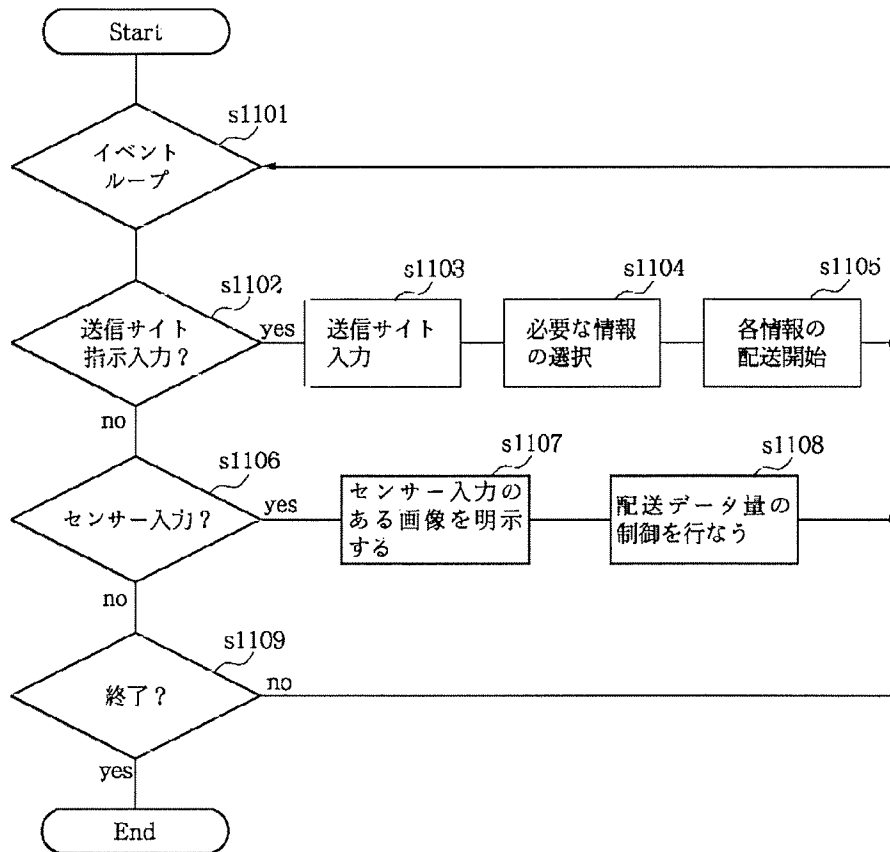 Start
s1101
イベント
ループ
s1102
送信サイト
指示入力？
yes
no
s1103
送信サイト
入力
s1104
必要な情報
の選択
s1105
各情報の
配送開始
s1106
センサー入力？
yes
no
s1107
センサー入力の
ある画像を明示
する
s1108
配送データ量の
制御を行なう
s1109
終了？
no
yes
End